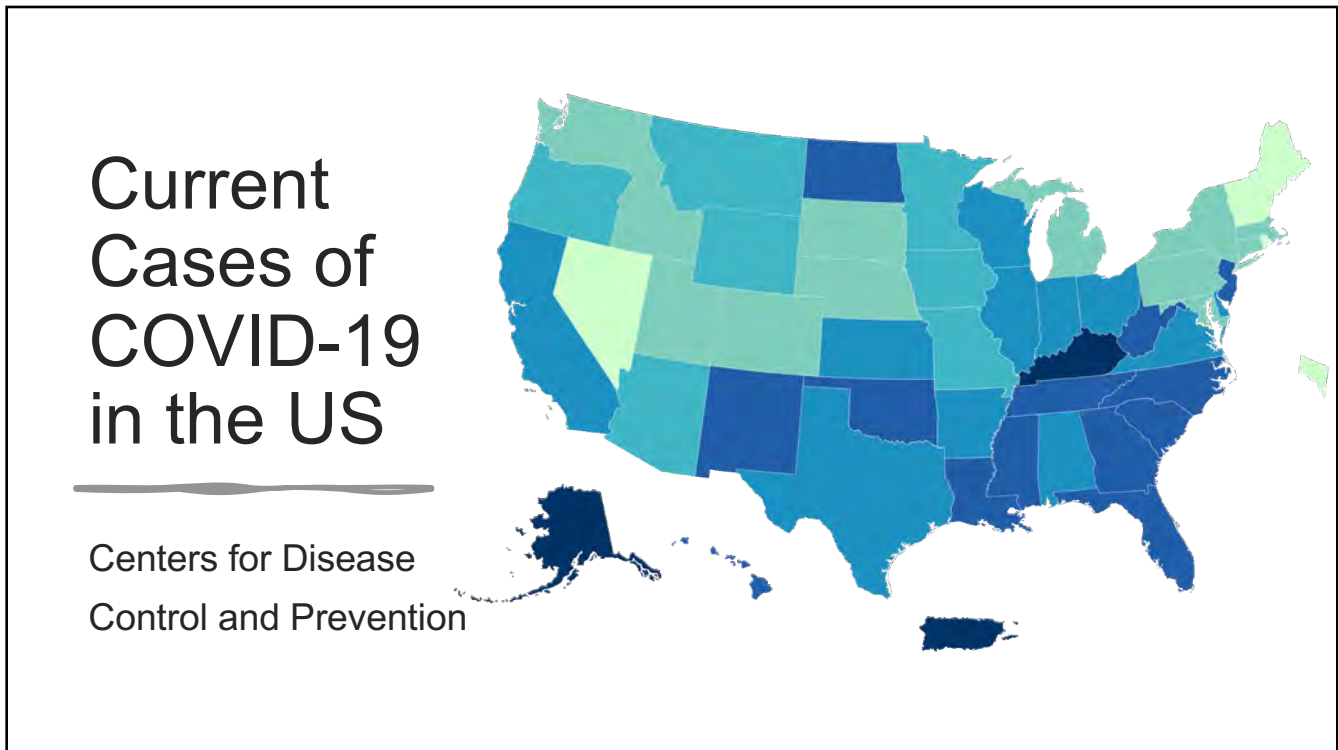 Current
Cases of
COVID-19
in the US
Centers for Disease
Control and Prevention